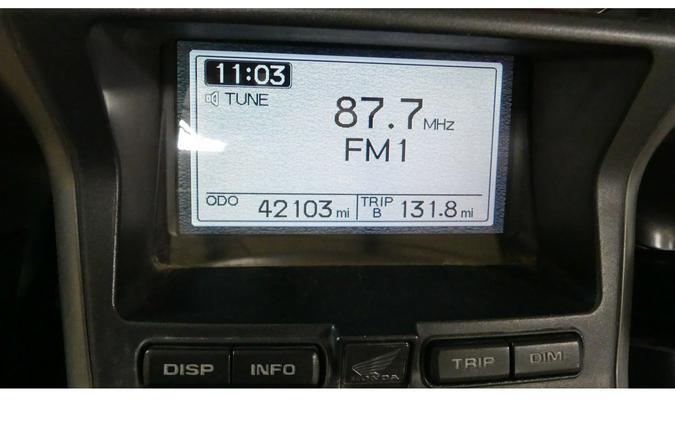 11:03
TUNE
87.7 MHz
FM1
ODO 42103 mi TRIP B 131.8 mi
DISP INFO HONDA TRIP DIM